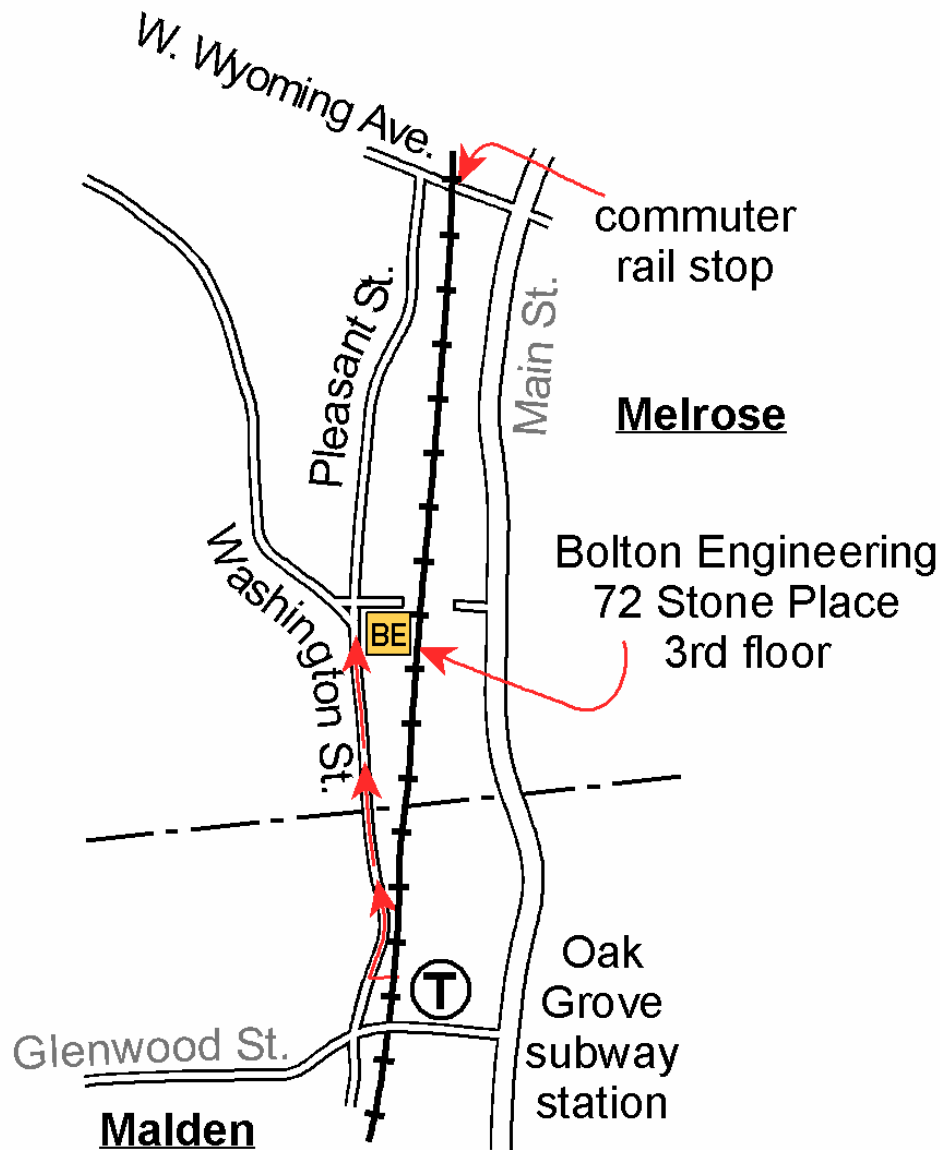 W. Wyoming Ave.
commuter
rail stop
Pleasant St.
Main St.
Melrose
Washington St.
Bolton Engineering
72 Stone Place
3rd floor
BE
T
Oak
Grove
subway
station
Glenwood St.
Malden